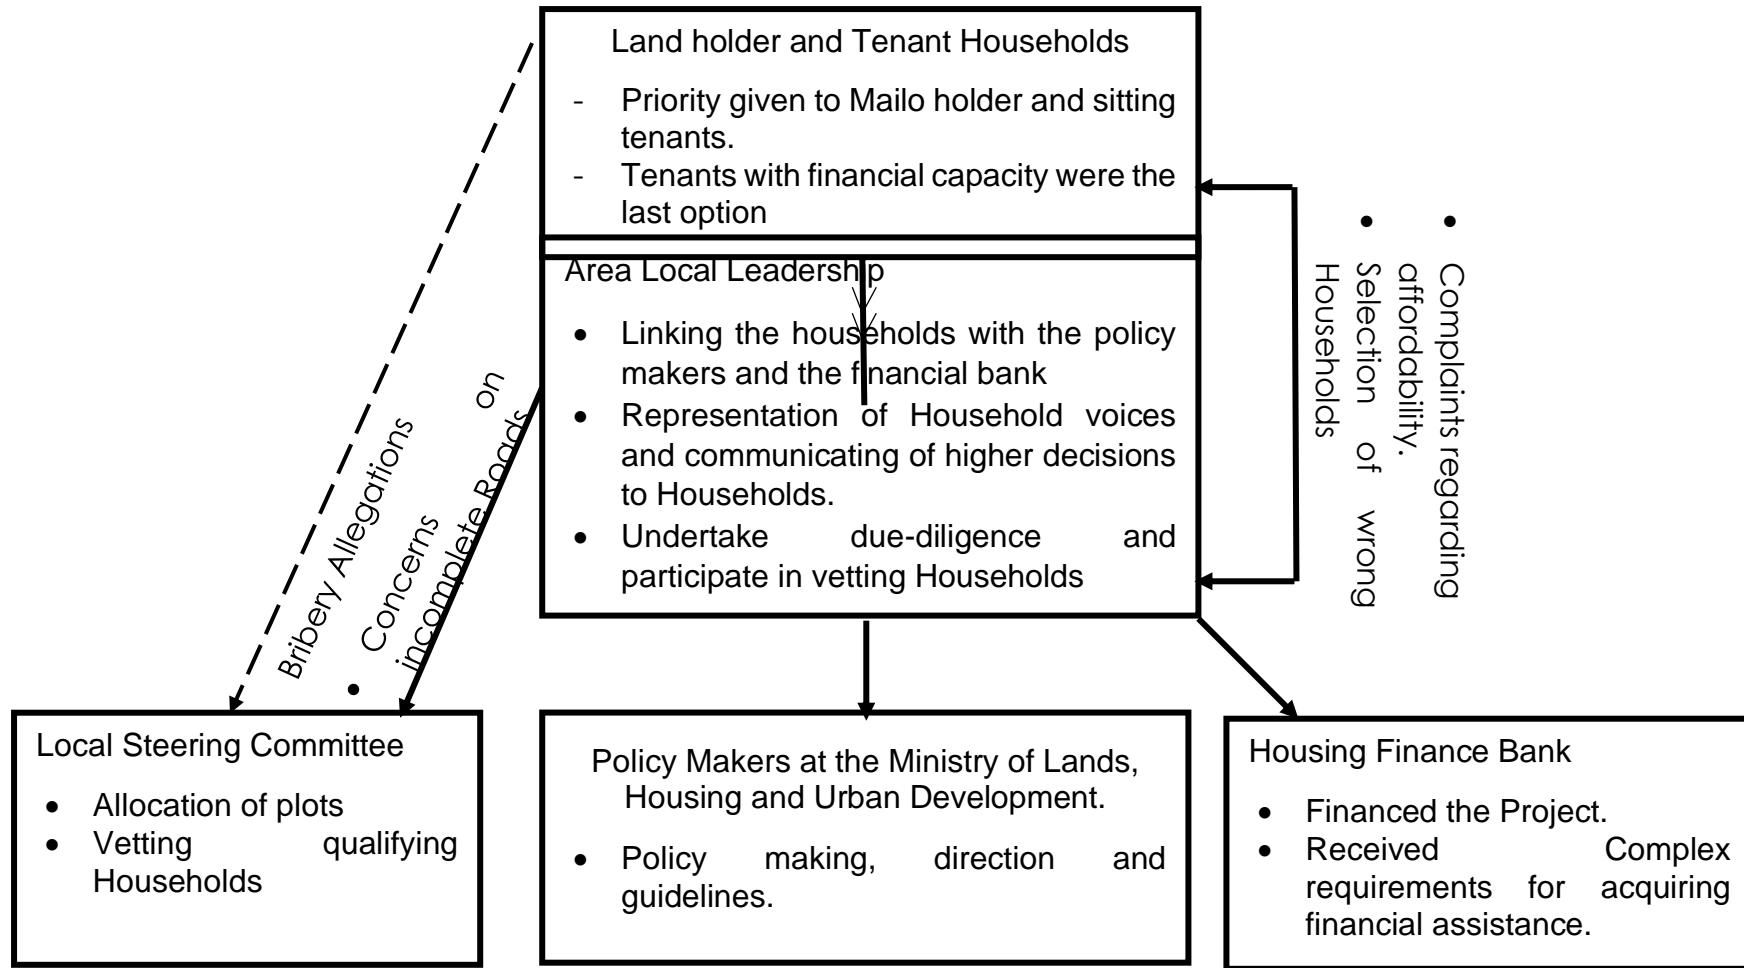 Land holder and Tenant Households
- Priority given to Mailo holder and sitting
tenants.
- Tenants with financial capacity were the
last option
Area Local Leadership
• Linking the households with the policy
makers and the financial bank
• Representation of Household voices
and communicating of higher decisions
to Households.
• Undertake due-diligence and
participate in vetting Households
• Complaints regarding
affordability.
• Selection of wrong
Households
Bribery Allegations
• Concerns on
incomplete Roads
Local Steering Committee
• Allocation of plots
• Vetting qualifying
Households
Policy Makers at the Ministry of Lands,
Housing and Urban Development.
• Policy making, direction and
guidelines.
Housing Finance Bank
• Financed the Project.
• Received Complex
requirements for acquiring
financial assistance.